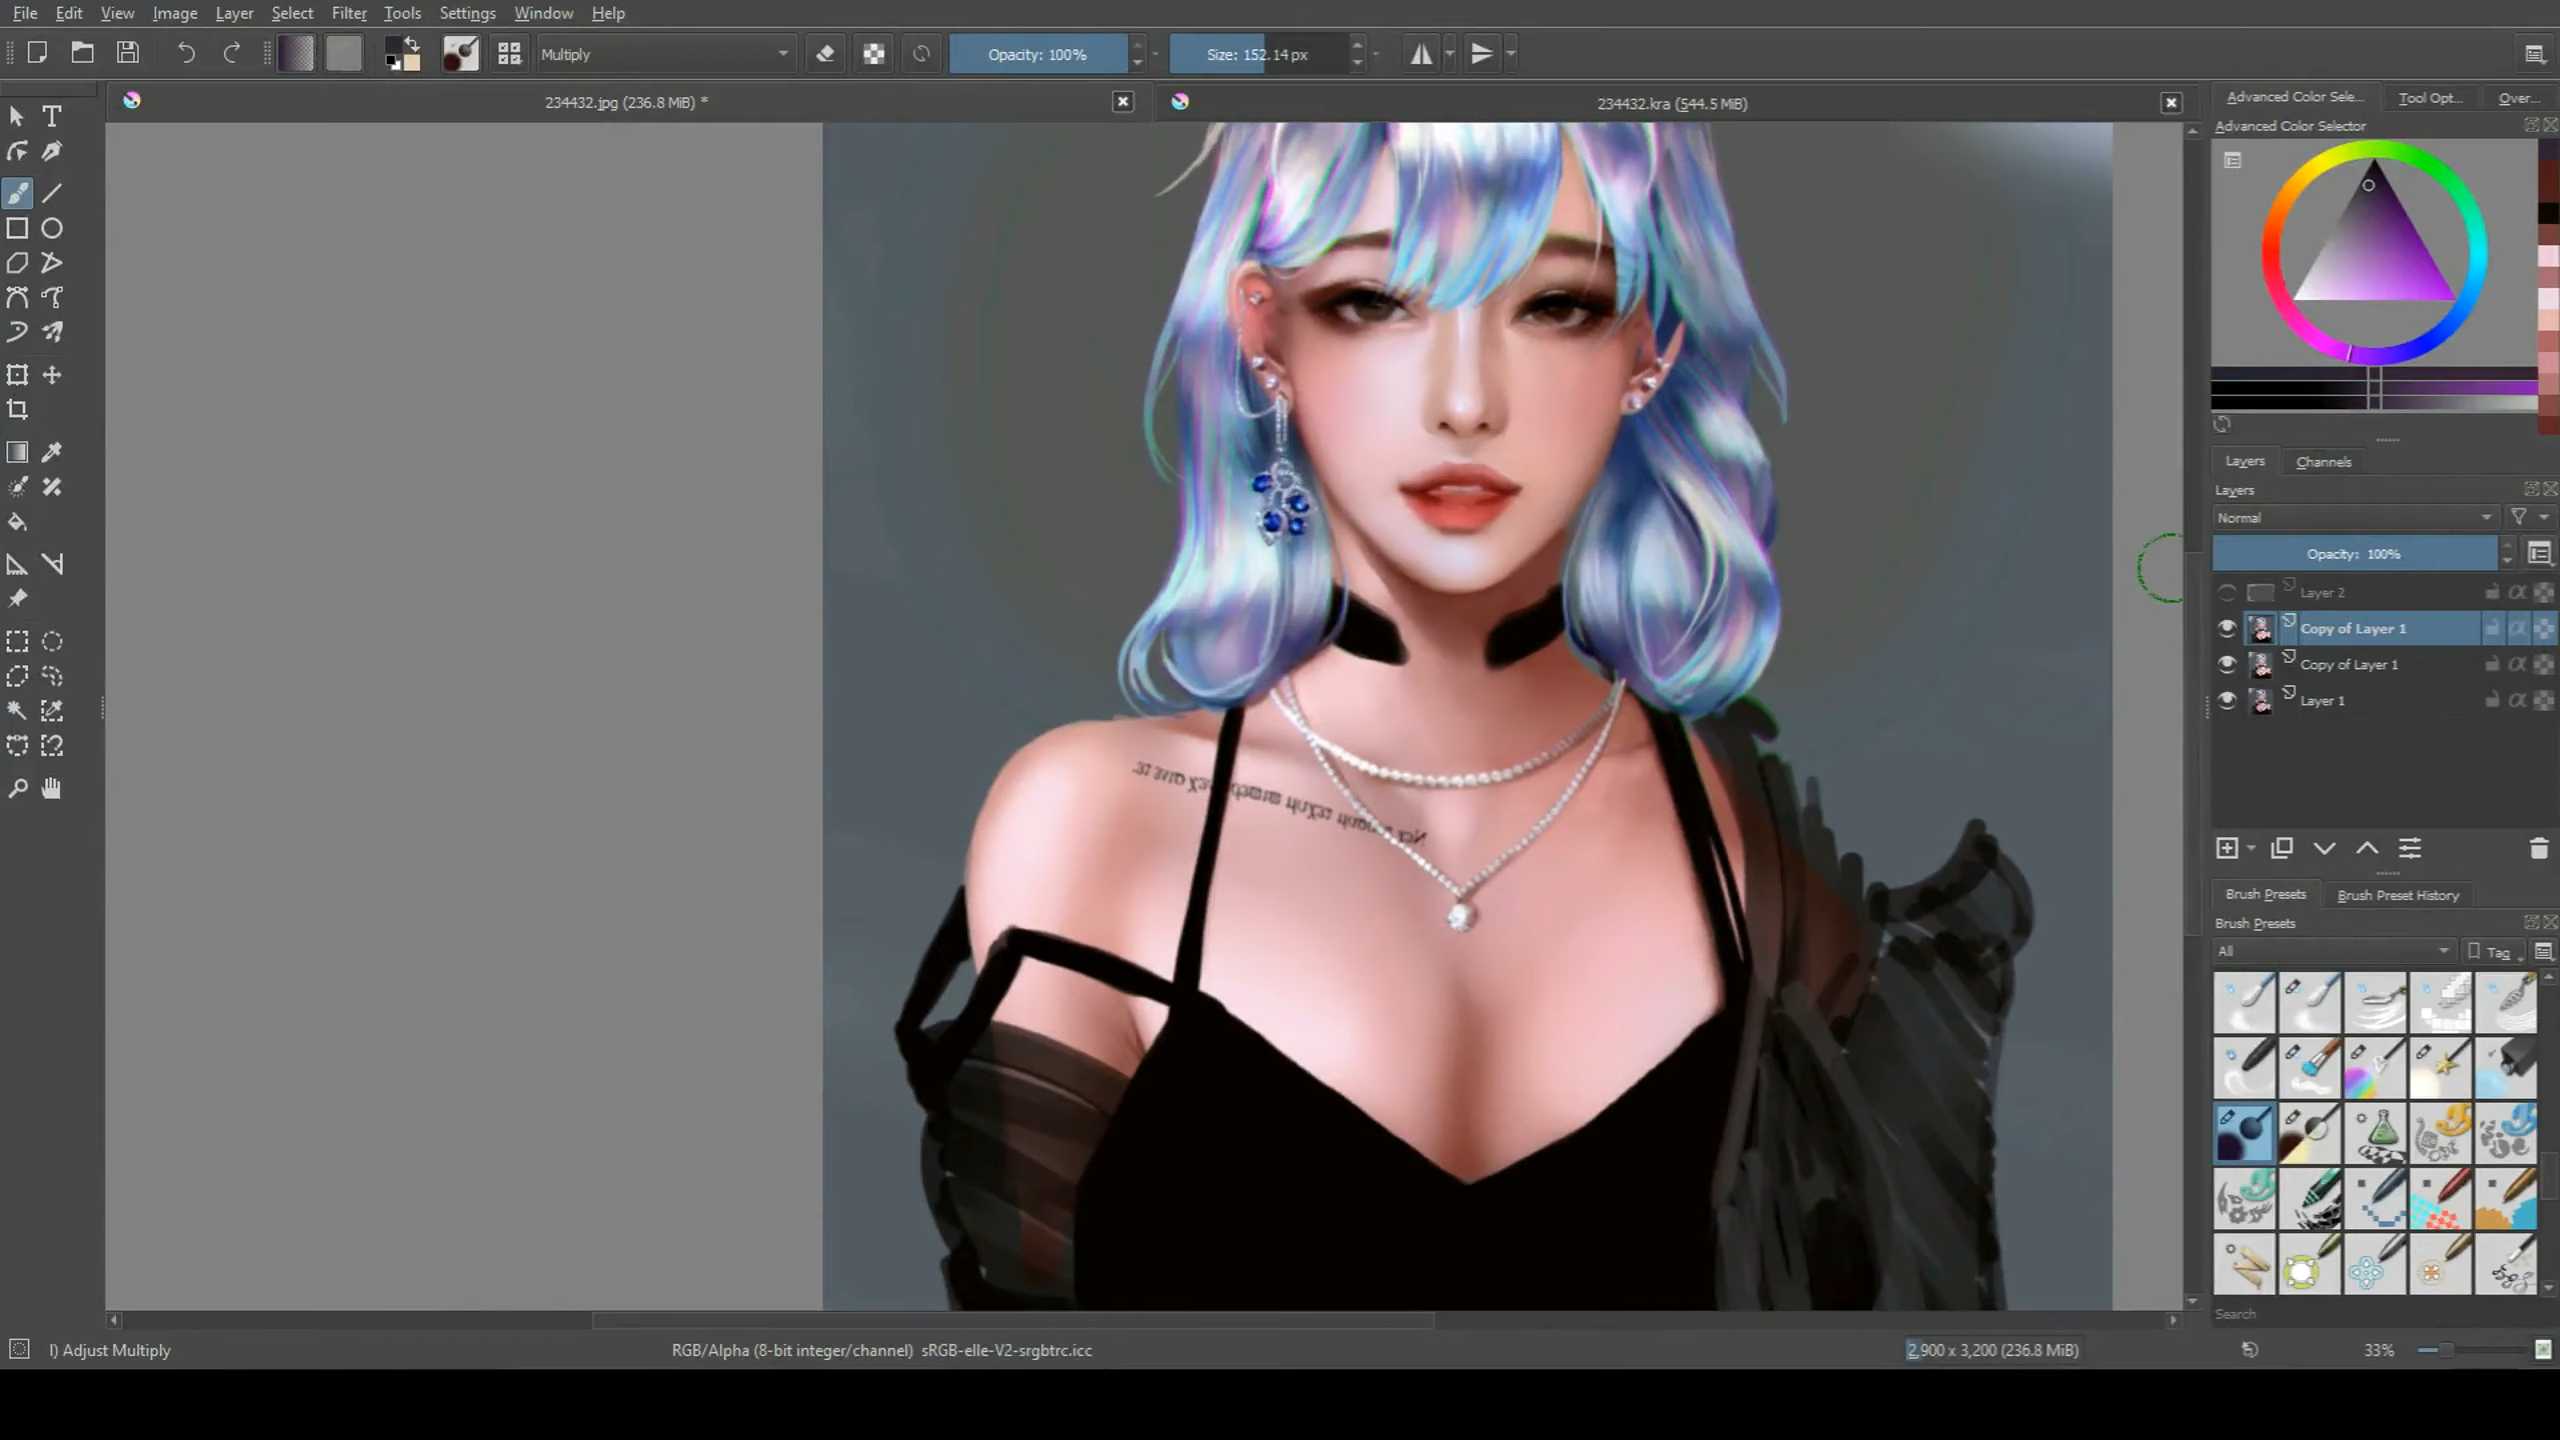 File Edit View Image Layer Select Filter Tools Settings Window Help
Multiply Opacity: 100% Size: 152.14 px
234432.jpg (236.8 MiB) * 234432.kra (544.5 MiB)
Advanced Color Sele... Tool Opt... Over...
Advanced Color Selector
Layers Channels
Layers
Normal
Opacity: 100%
Layer 2
Copy of Layer 1
Copy of Layer 1
Layer 1
Brush Presets Brush Preset History
Brush Presets
All Tag
Search
I) Adjust Multiply RGB/Alpha (8-bit integer/channel) sRGB-elle-V2-srgbtrc.icc 2,900 x 3,200 (236.8 MiB) 33%